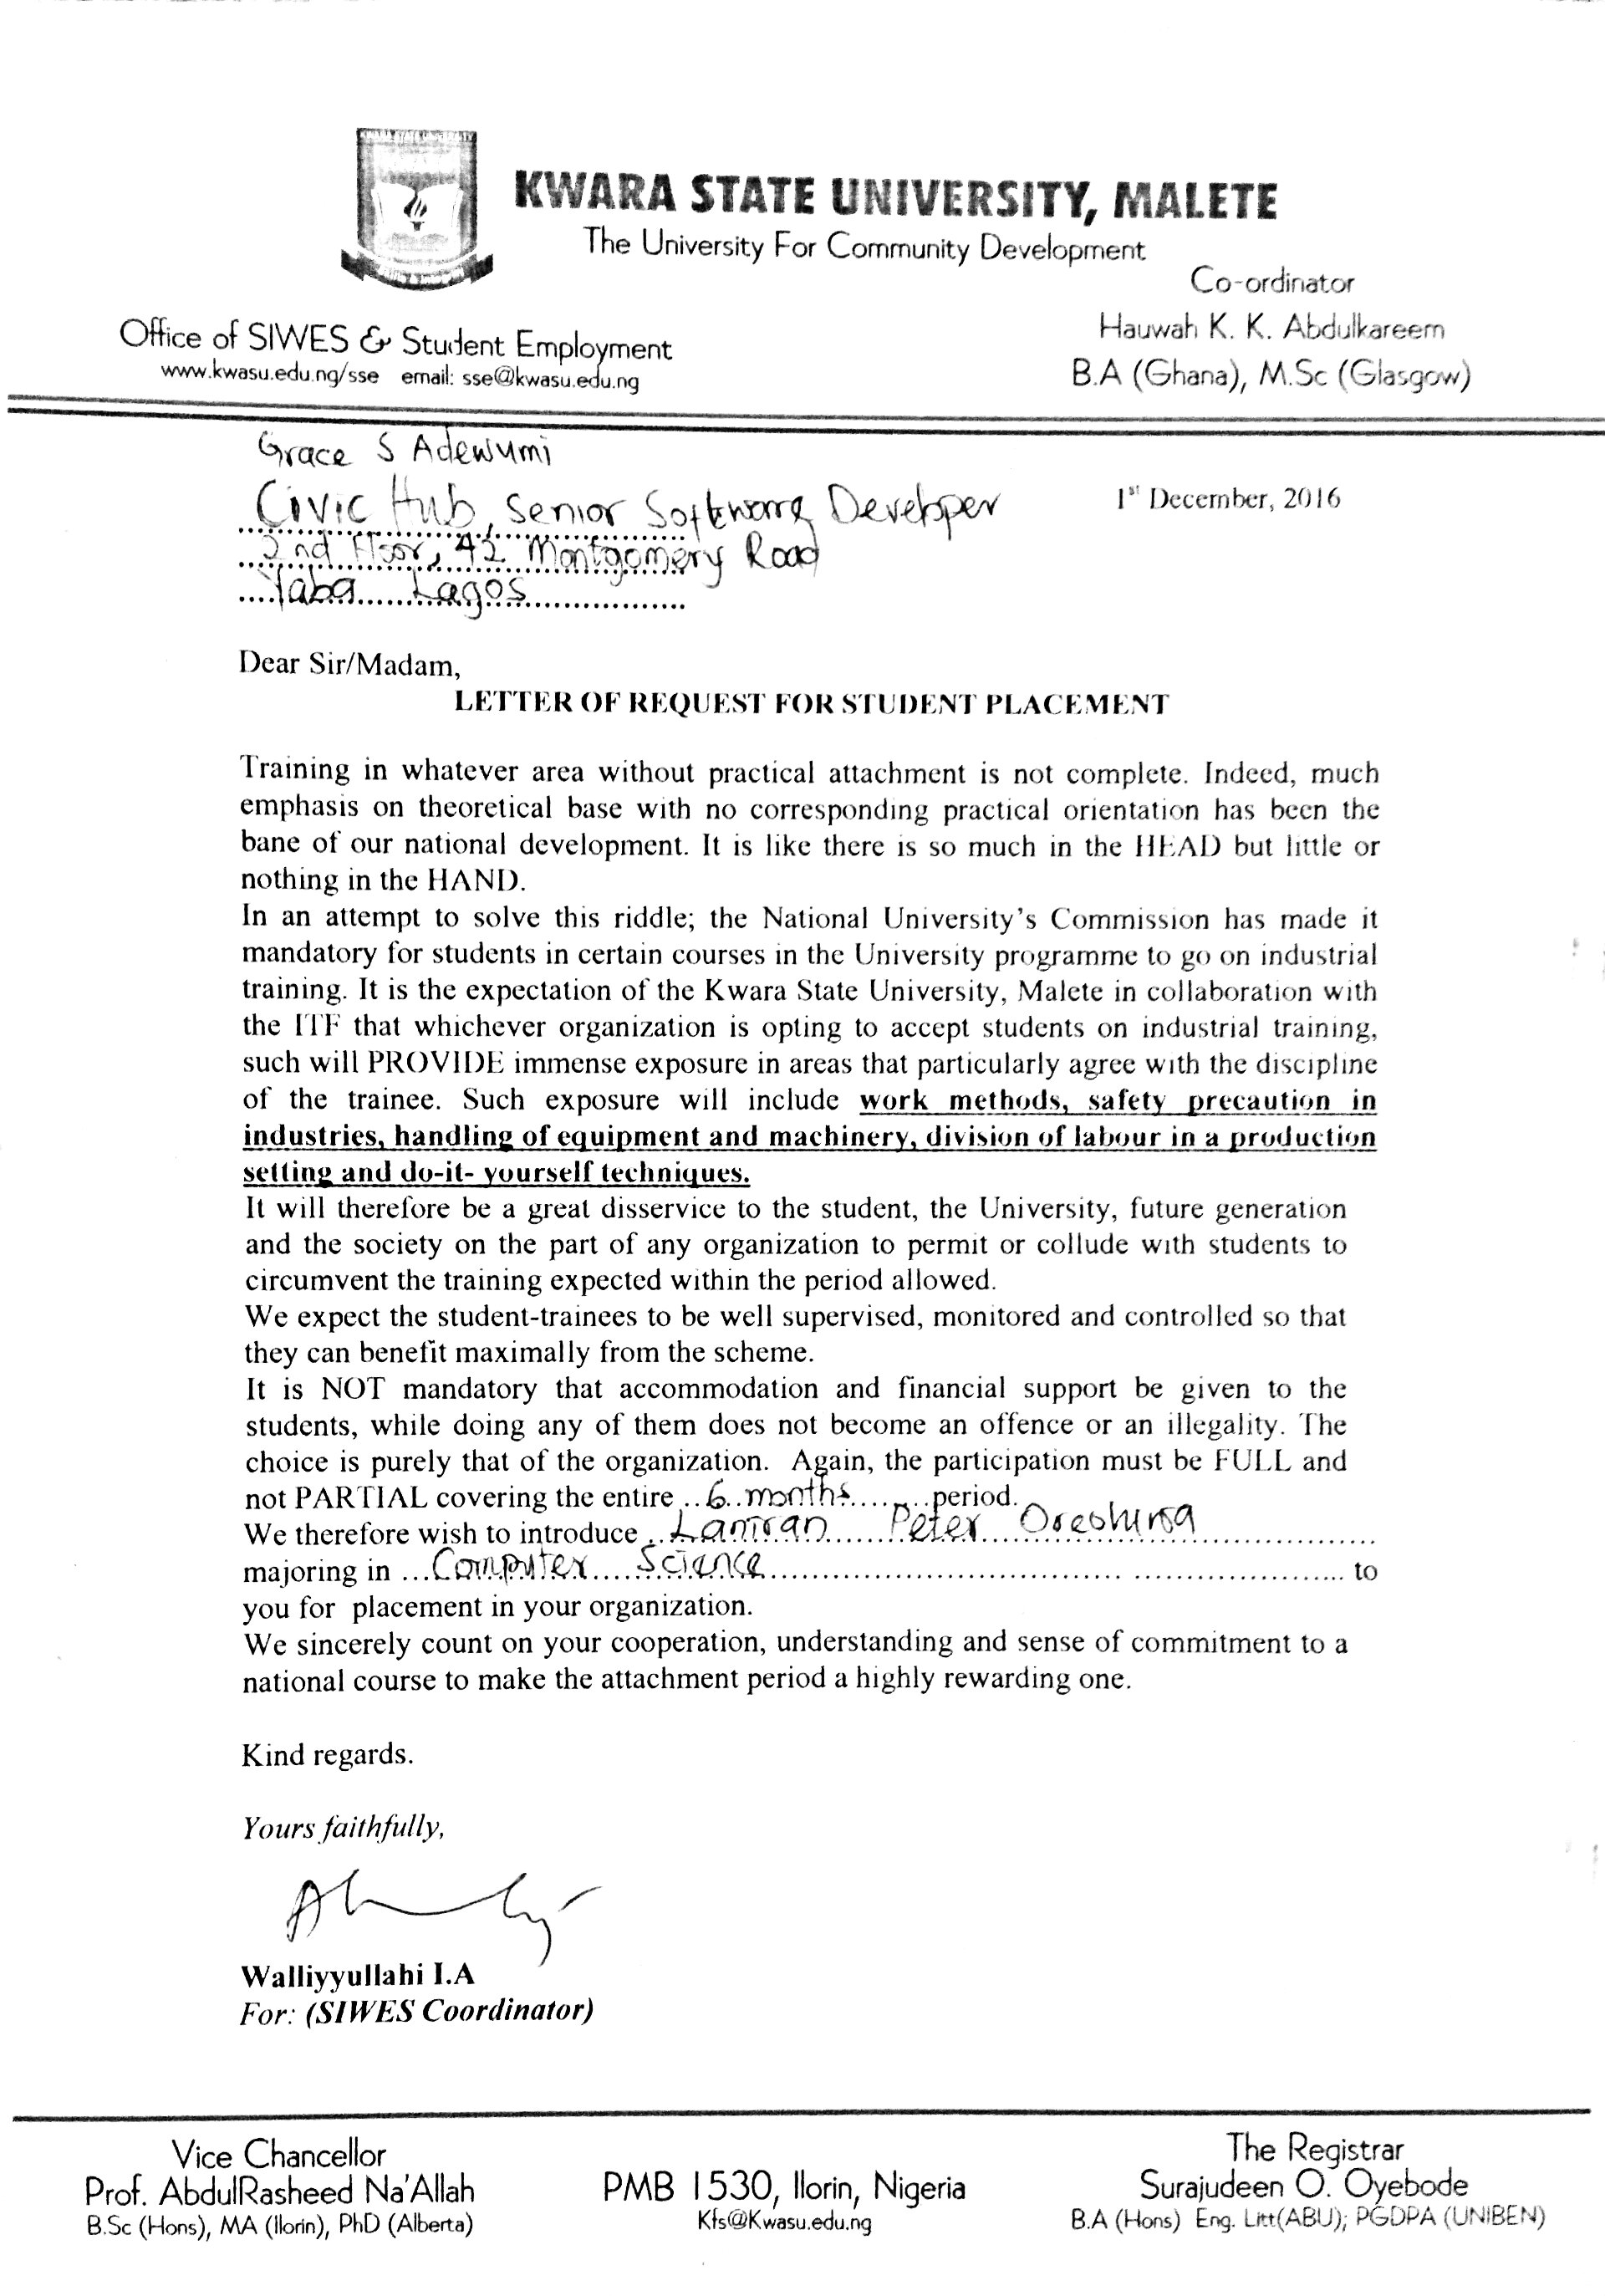 KWARA STATE UNIVERSITY
KWARA STATE UNIVERSITY, MALETE
The University For Community Development
Co-ordinator
Hauwah K. K. Abdulkareem
B.A (Ghana), M.Sc (Glasgow)
Office of SIWES & Student Employment
www.kwasu.edu.ng/sse email: sse@kwasu.edu.ng
Grace S Adewumi
Civic Hub, Senior Software Developer
1st December, 2016
2nd Floor, 42 Montgomery Road
Yaba Lagos
Dear Sir/Madam,
LETTER OF REQUEST FOR STUDENT PLACEMENT
Training in whatever area without practical attachment is not complete. Indeed, much
emphasis on theoretical base with no corresponding practical orientation has been the
bane of our national development. It is like there is so much in the HEAD but little or
nothing in the HAND.
In an attempt to solve this riddle; the National University's Commission has made it
mandatory for students in certain courses in the University programme to go on industrial
training. It is the expectation of the Kwara State University, Malete in collaboration with
the ITF that whichever organization is opting to accept students on industrial training,
such will PROVIDE immense exposure in areas that particularly agree with the discipline
of the trainee. Such exposure will include work methods, safety precaution in
industries, handling of equipment and machinery, division of labour in a production
setting and do-it- yourself techniques.
It will therefore be a great disservice to the student, the University, future generation
and the society on the part of any organization to permit or collude with students to
circumvent the training expected within the period allowed.
We expect the student-trainees to be well supervised, monitored and controlled so that
they can benefit maximally from the scheme.
It is NOT mandatory that accommodation and financial support be given to the
students, while doing any of them does not become an offence or an illegality. The
choice is purely that of the organization. Again, the participation must be FULL and
not PARTIAL covering the entire ..6..months........period.
We therefore wish to introduce ...Laniran.....Peter...
majoring in ...Computer....Science.................... to
you for placement in your organization.
We sincerely count on your cooperation, understanding and sense of commitment to a
national course to make the attachment period a highly rewarding one.
Kind regards.
Yours faithfully,
Walliyyullahi I.A
For: (SIWES Coordinator)
Vice Chancellor
Prof. AbdulRasheed Na'Allah
B.Sc (Hons), MA (Ilorin), PhD (Alberta)
PMB 1530, Ilorin, Nigeria
Kfs@Kwasu.edu.ng
The Registrar
Surajudeen O. Oyebode
B.A (Hons) Eng. Litt(ABU); PGDPA (UNIBEN)